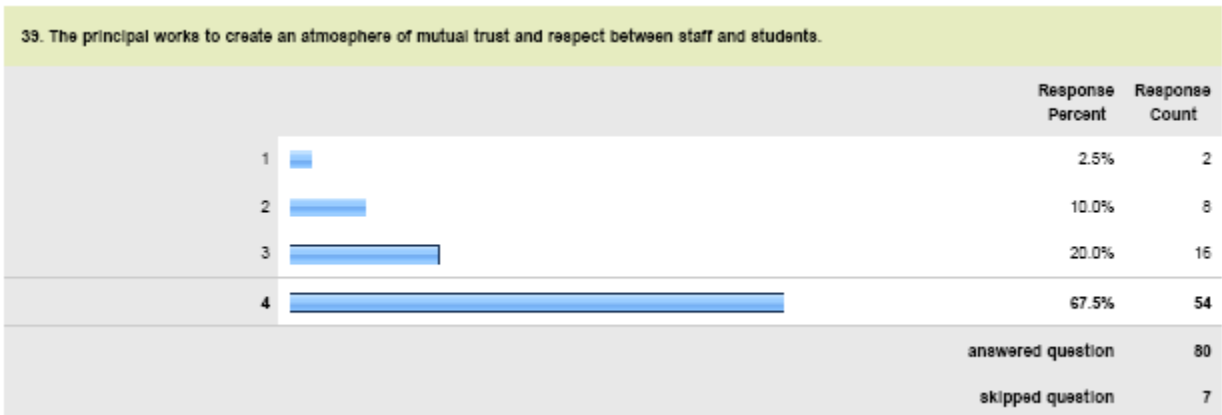 39. The principal works to create an atmosphere of mutual trust and respect between staff and students.
Response Percent Response Count
1 2.5% 2
2 10.0% 8
3 20.0% 16
4 67.5% 54
answered question 80
skipped question 7